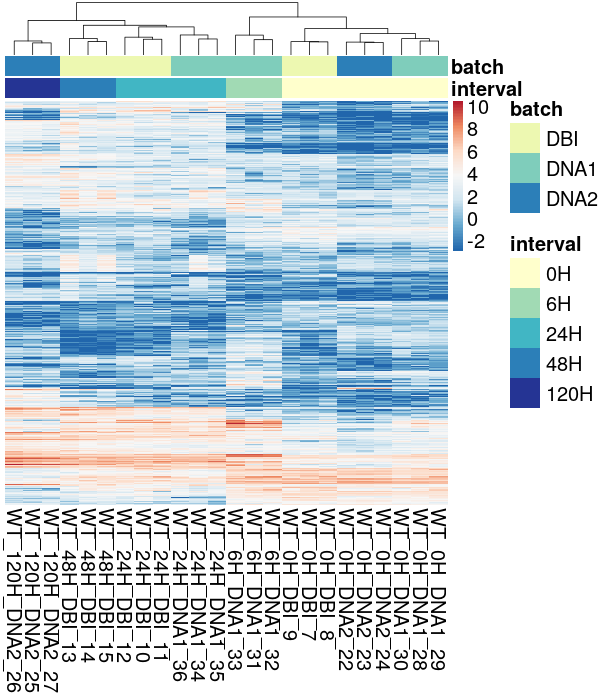 batch
interval
10
8
6
4
2
0
-2
batch
DBI
DNA1
DNA2
interval
0H
6H
24H
48H
120H
WT_120H_DNA2_26
WT_120H_DNA2_25
WT_120H_DNA2_27
WT_48H_DBI_13
WT_48H_DBI_14
WT_48H_DBI_15
WT_24H_DBI_12
WT_24H_DBI_10
WT_24H_DBI_11
WT_24H_DNA1_36
WT_24H_DNA1_34
WT_24H_DNA1_35
WT_6H_DNA1_33
WT_6H_DNA1_31
WT_6H_DNA1_32
WT_0H_DBI_9
WT_0H_DBI_7
WT_0H_DBI_8
WT_0H_DNA2_22
WT_0H_DNA2_23
WT_0H_DNA2_24
WT_0H_DNA1_30
WT_0H_DNA1_28
WT_0H_DNA1_29